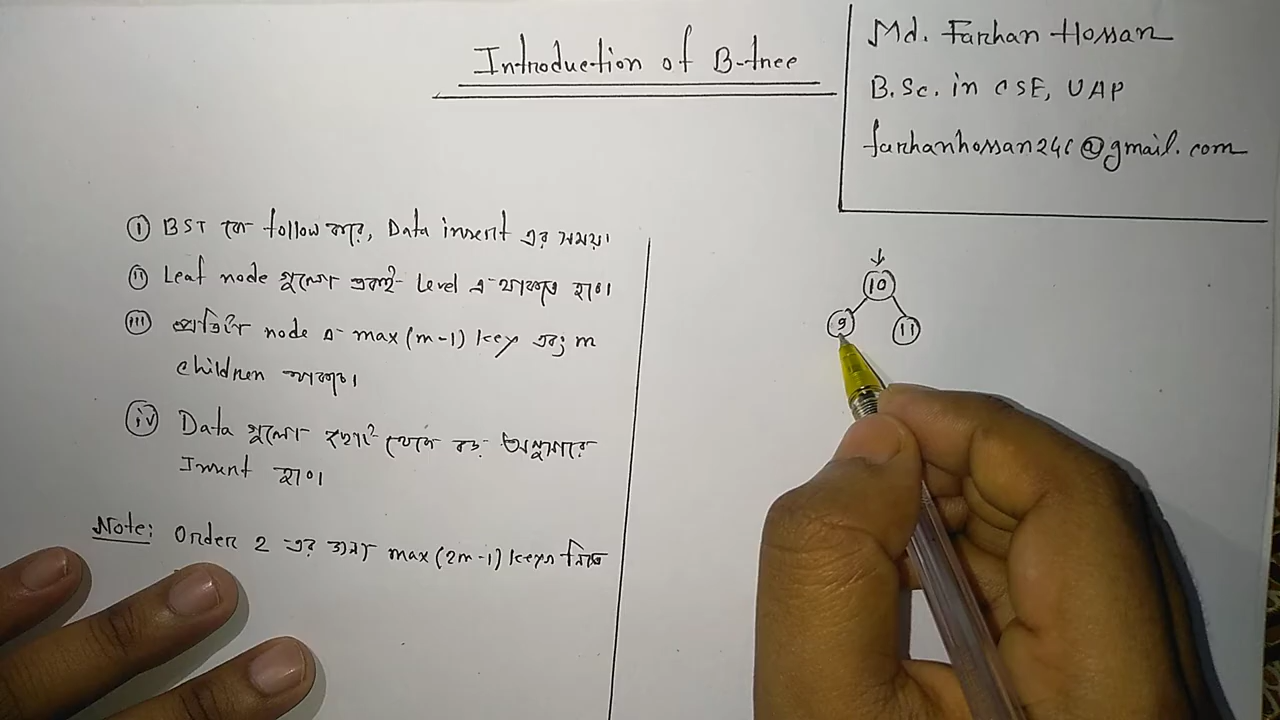 Introduction of B-tree
Md. Farhan Hossan
B.Sc. in CSE, UAP
farhanhossan246@gmail.com
(i) BST কে follow করে, Data insert এর সময়।
(ii) Leaf node গুলো একই Level এ থাকতে হবে।
(iii) প্রতিটি node এ max (m-1) key এবং m
children থাকবে।
(iv) Data গুলো ছোট থেকে বড় অনুসারে
Insert হবে।
Note: Order 2 এর জন্য max (2m-1) keys নিতে
10
9 11